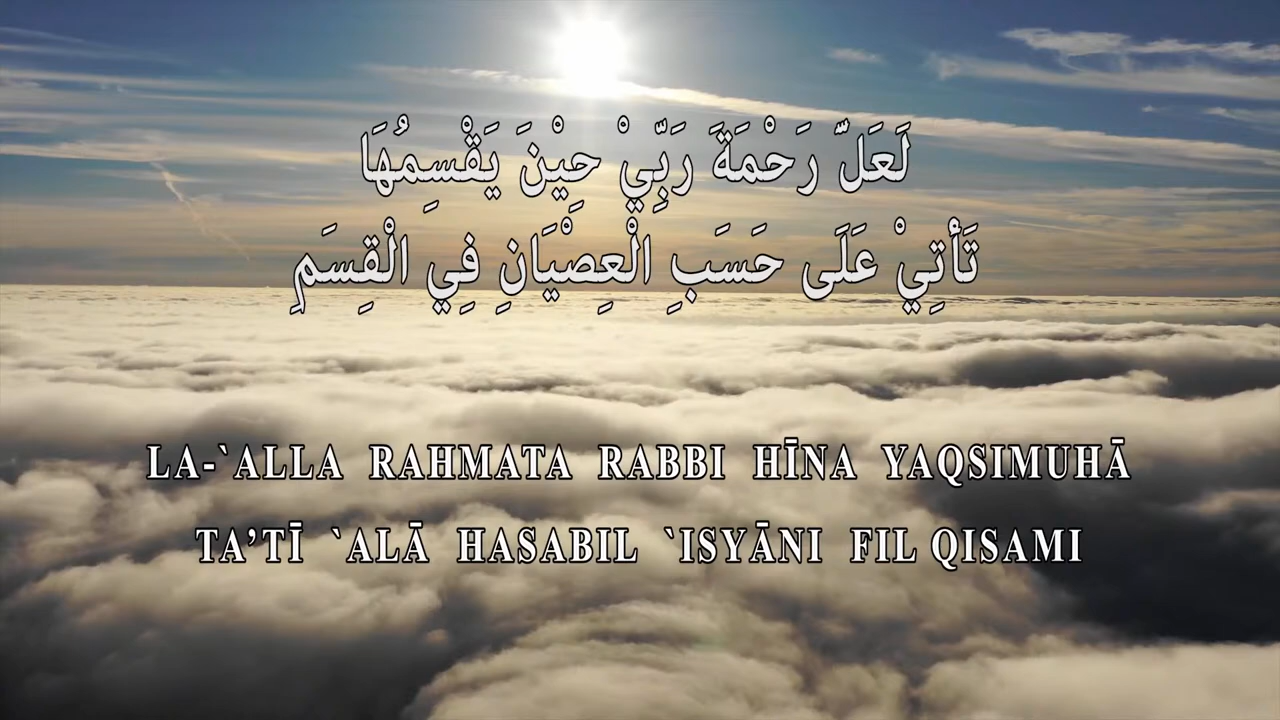 لَعَلَّ رَحْمَةَ رَبِّيْ حِيْنَ يَقْسِمُهَا
تَأْتِيْ عَلَى حَسَبِ الْعِصْيَانِ فِي الْقِسَمِ
LA-`ALLA RAHMATA RABBI HĪNA YAQSIMUHĀ
TA’TĪ `ALĀ HASABIL `ISYĀNI FIL QISAMI